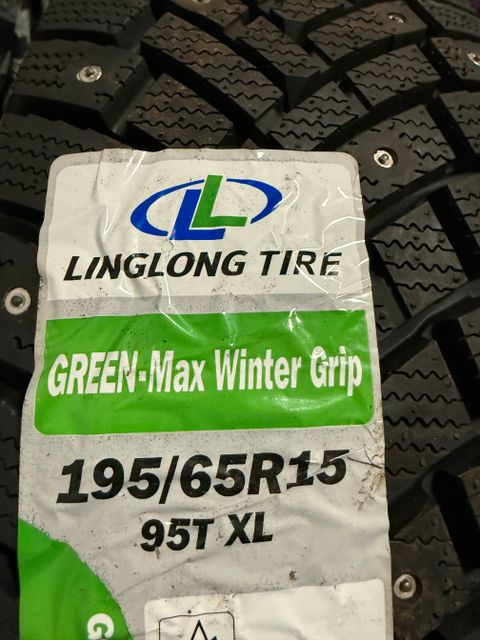 LL
LINGLONG TIRE
GREEN-Max Winter Grip
195/65R15
95T XL
G